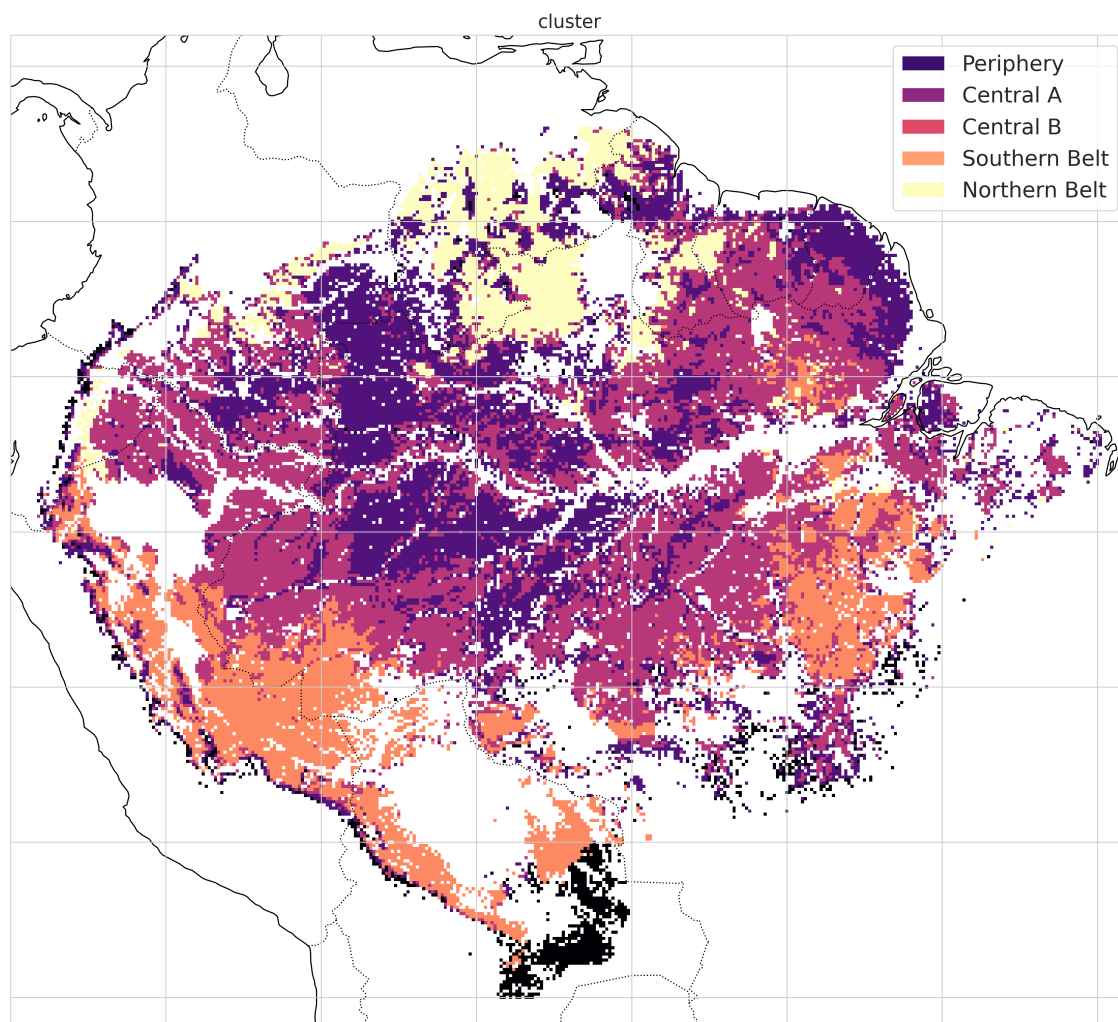 cluster
Periphery
Central A
Central B
Southern Belt
Northern Belt